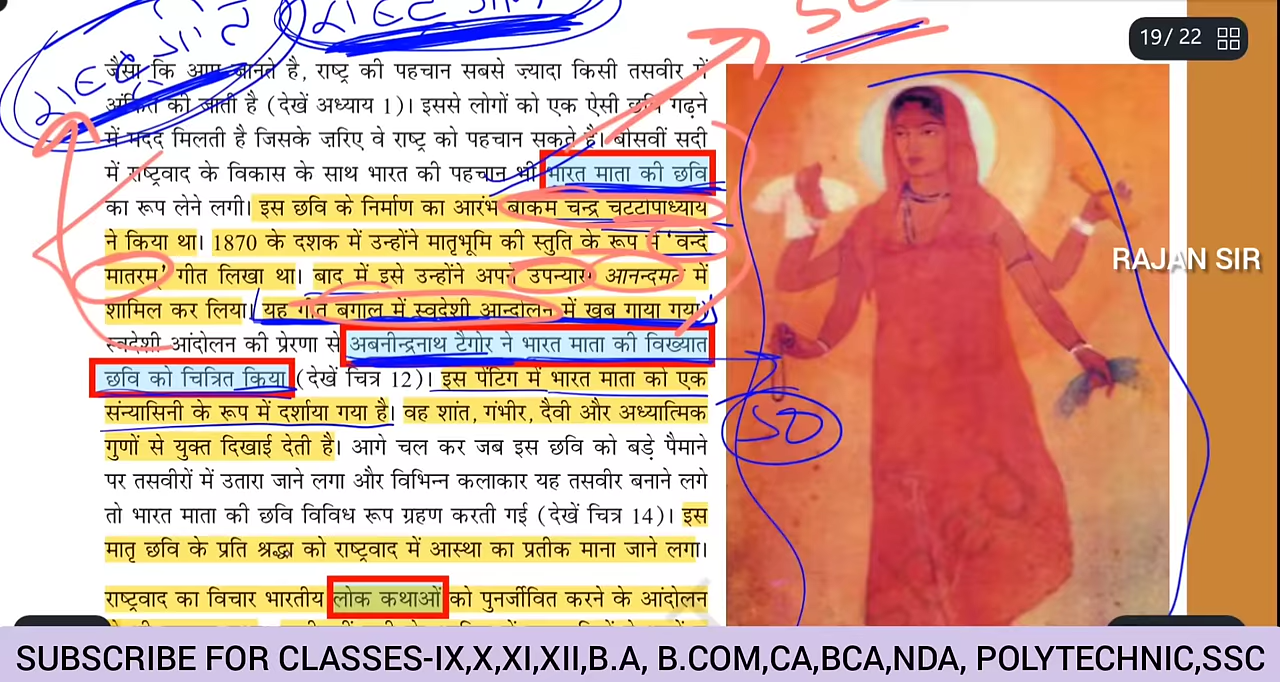 19/ 22
जैसा कि आप जानते है, राष्ट्र की पहचान सबसे ज्यादा किसी तसवीर में
अंकित की जाती है (देखें अध्याय 1)। इससे लोगों को एक ऐसी छवि गढ़ने
में मदद मिलती है जिसके ज़रिए वे राष्ट्र को पहचान सकते है। बीसवीं सदी
में राष्ट्रवाद के विकास के साथ भारत की पहचान भी भारत माता की छवि
का रूप लेने लगी। इस छवि के निर्माण का आरंभ बंकिम चन्द्र चट्टोपाध्याय
ने किया था। 1870 के दशक में उन्होंने मातृभूमि की स्तुति के रूप में 'वन्दे
मातरम्' गीत लिखा था। बाद में इसे उन्होंने अपने उपन्यास आनन्दमठ में
शामिल कर लिया। यह गीत बंगाल में स्वदेशी आन्दोलन में खूब गाया गया।
स्वदेशी आंदोलन की प्रेरणा से अबनीन्द्रनाथ टैगोर ने भारत माता की विख्यात
छवि को चित्रित किया (देखें चित्र 12)। इस पेंटिंग में भारत माता को एक
संन्यासिनी के रूप में दर्शाया गया है। वह शांत, गंभीर, दैवी और अध्यात्मिक
गुणों से युक्त दिखाई देती है। आगे चल कर जब इस छवि को बड़े पैमाने
पर तसवीरों में उतारा जाने लगा और विभिन्न कलाकार यह तसवीर बनाने लगे
तो भारत माता की छवि विविध रूप ग्रहण करती गई (देखें चित्र 14)। इस
मातृ छवि के प्रति श्रद्धा को राष्ट्रवाद में आस्था का प्रतीक माना जाने लगा।
राष्ट्रवाद का विचार भारतीय लोक कथाओं को पुनर्जीवित करने के आंदोलन
RAJAN SIR
50
SUBSCRIBE FOR CLASSES-IX,X,XI,XII,B.A, B.COM,CA,BCA,NDA, POLYTECHNIC,SSC